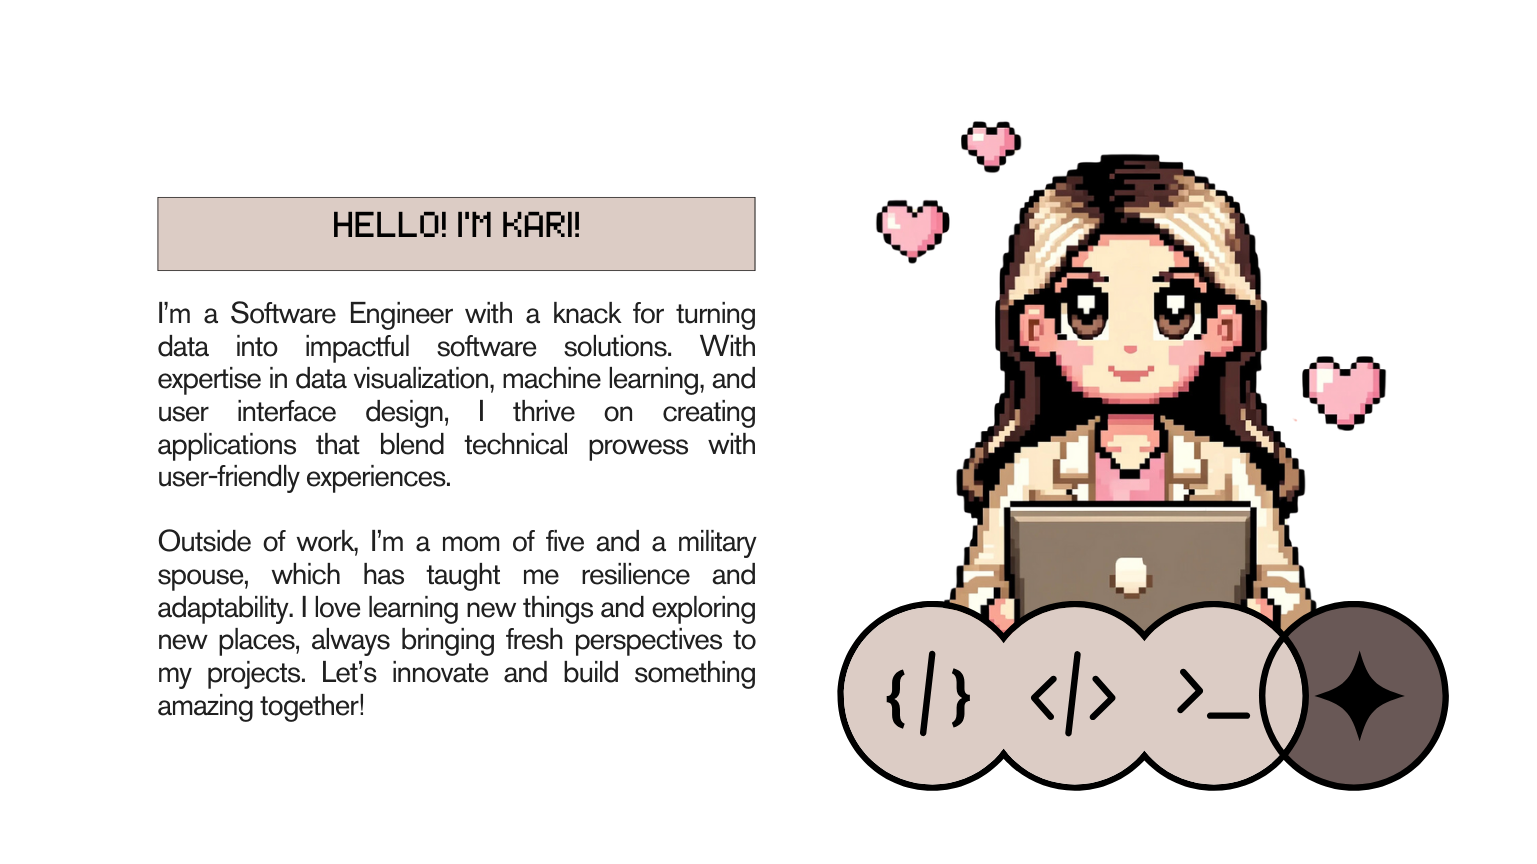 HELLO! I'M KARI!
I’m a Software Engineer with a knack for turning
data into impactful software solutions. With
expertise in data visualization, machine learning, and
user interface design, I thrive on creating
applications that blend technical prowess with
user-friendly experiences.
Outside of work, I’m a mom of five and a military
spouse, which has taught me resilience and
adaptability. I love learning new things and exploring
new places, always bringing fresh perspectives to
my projects. Let’s innovate and build something
amazing together!
{/} </> >_